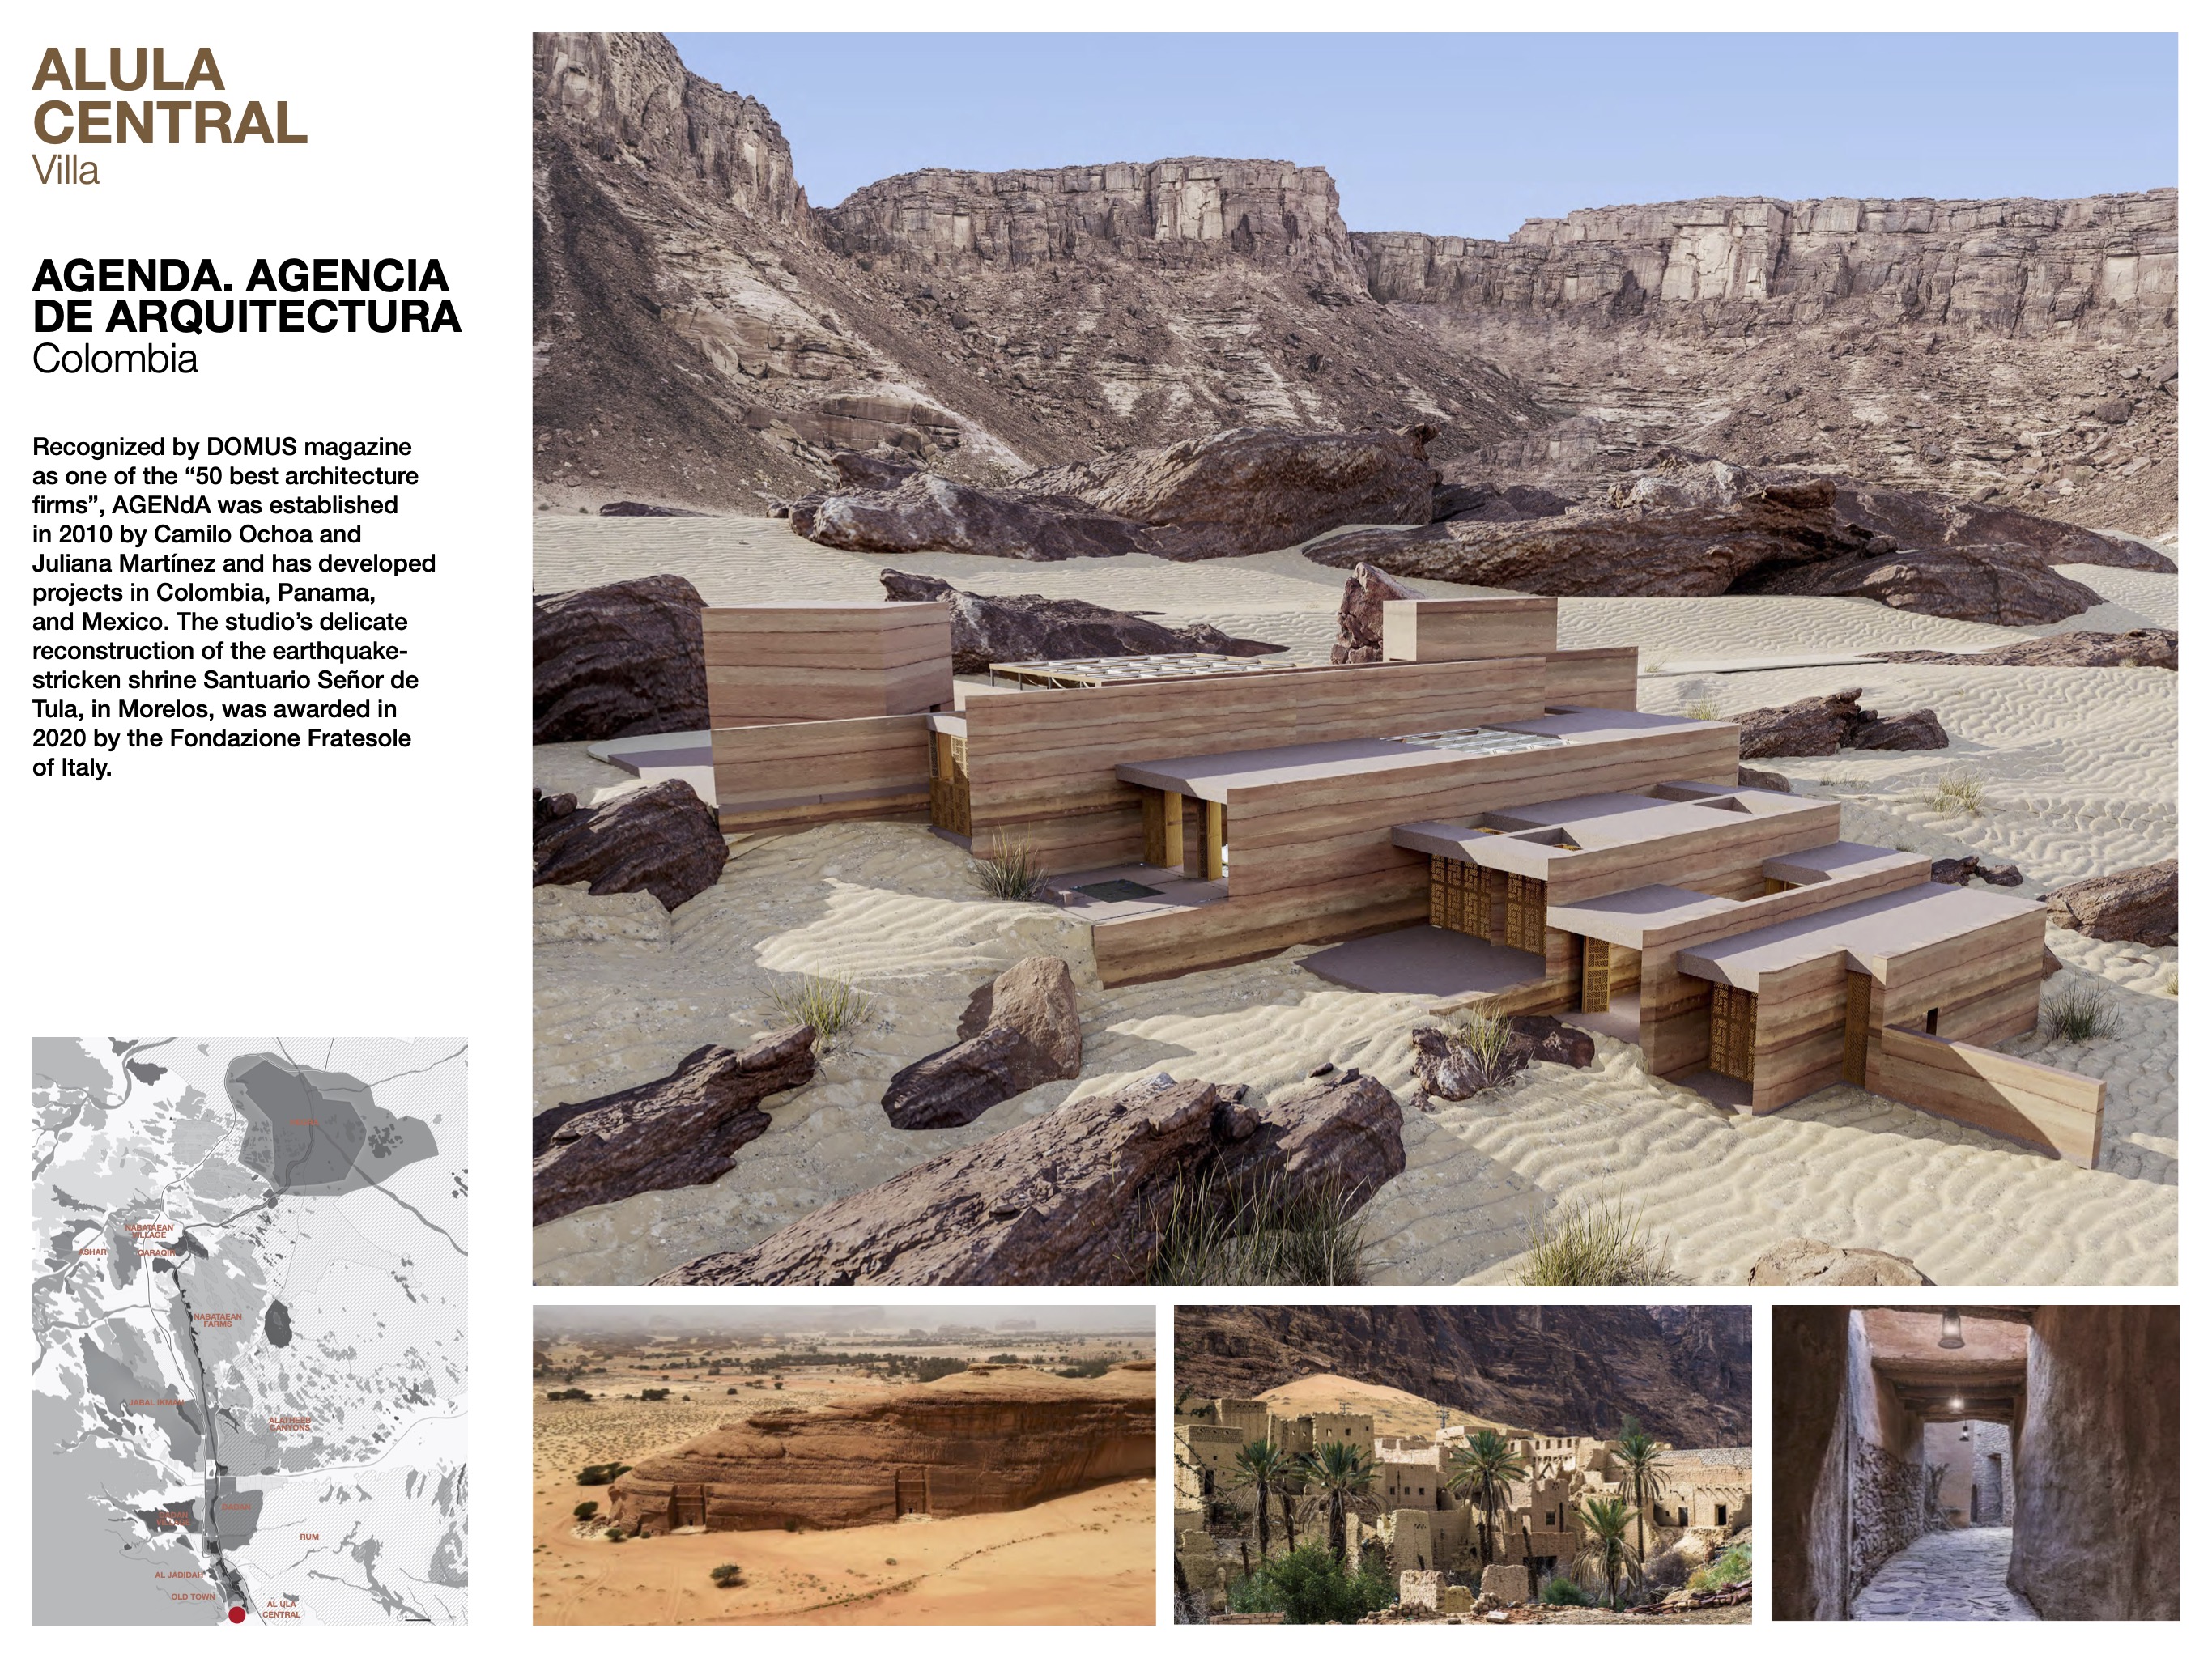 ALULA
CENTRAL
Villa
AGENDA. AGENCIA
DE ARQUITECTURA
Colombia
Recognized by DOMUS magazine
as one of the “50 best architecture
firms”, AGENdA was established
in 2010 by Camilo Ochoa and
Juliana Martínez and has developed
projects in Colombia, Panama,
and Mexico. The studio’s delicate
reconstruction of the earthquake-
stricken shrine Santuario Señor de
Tula, in Morelos, was awarded in
2020 by the Fondazione Fratesole
of Italy.
NABATAEAN
VILLAGE
ASHAR
QARAQIR
NABATAEAN
FARMS
JABAL IKMAH
ALATHEEB
CANYONS
DADAN
RUM
AL JADIDAH
OLD TOWN
AL ULA
CENTRAL